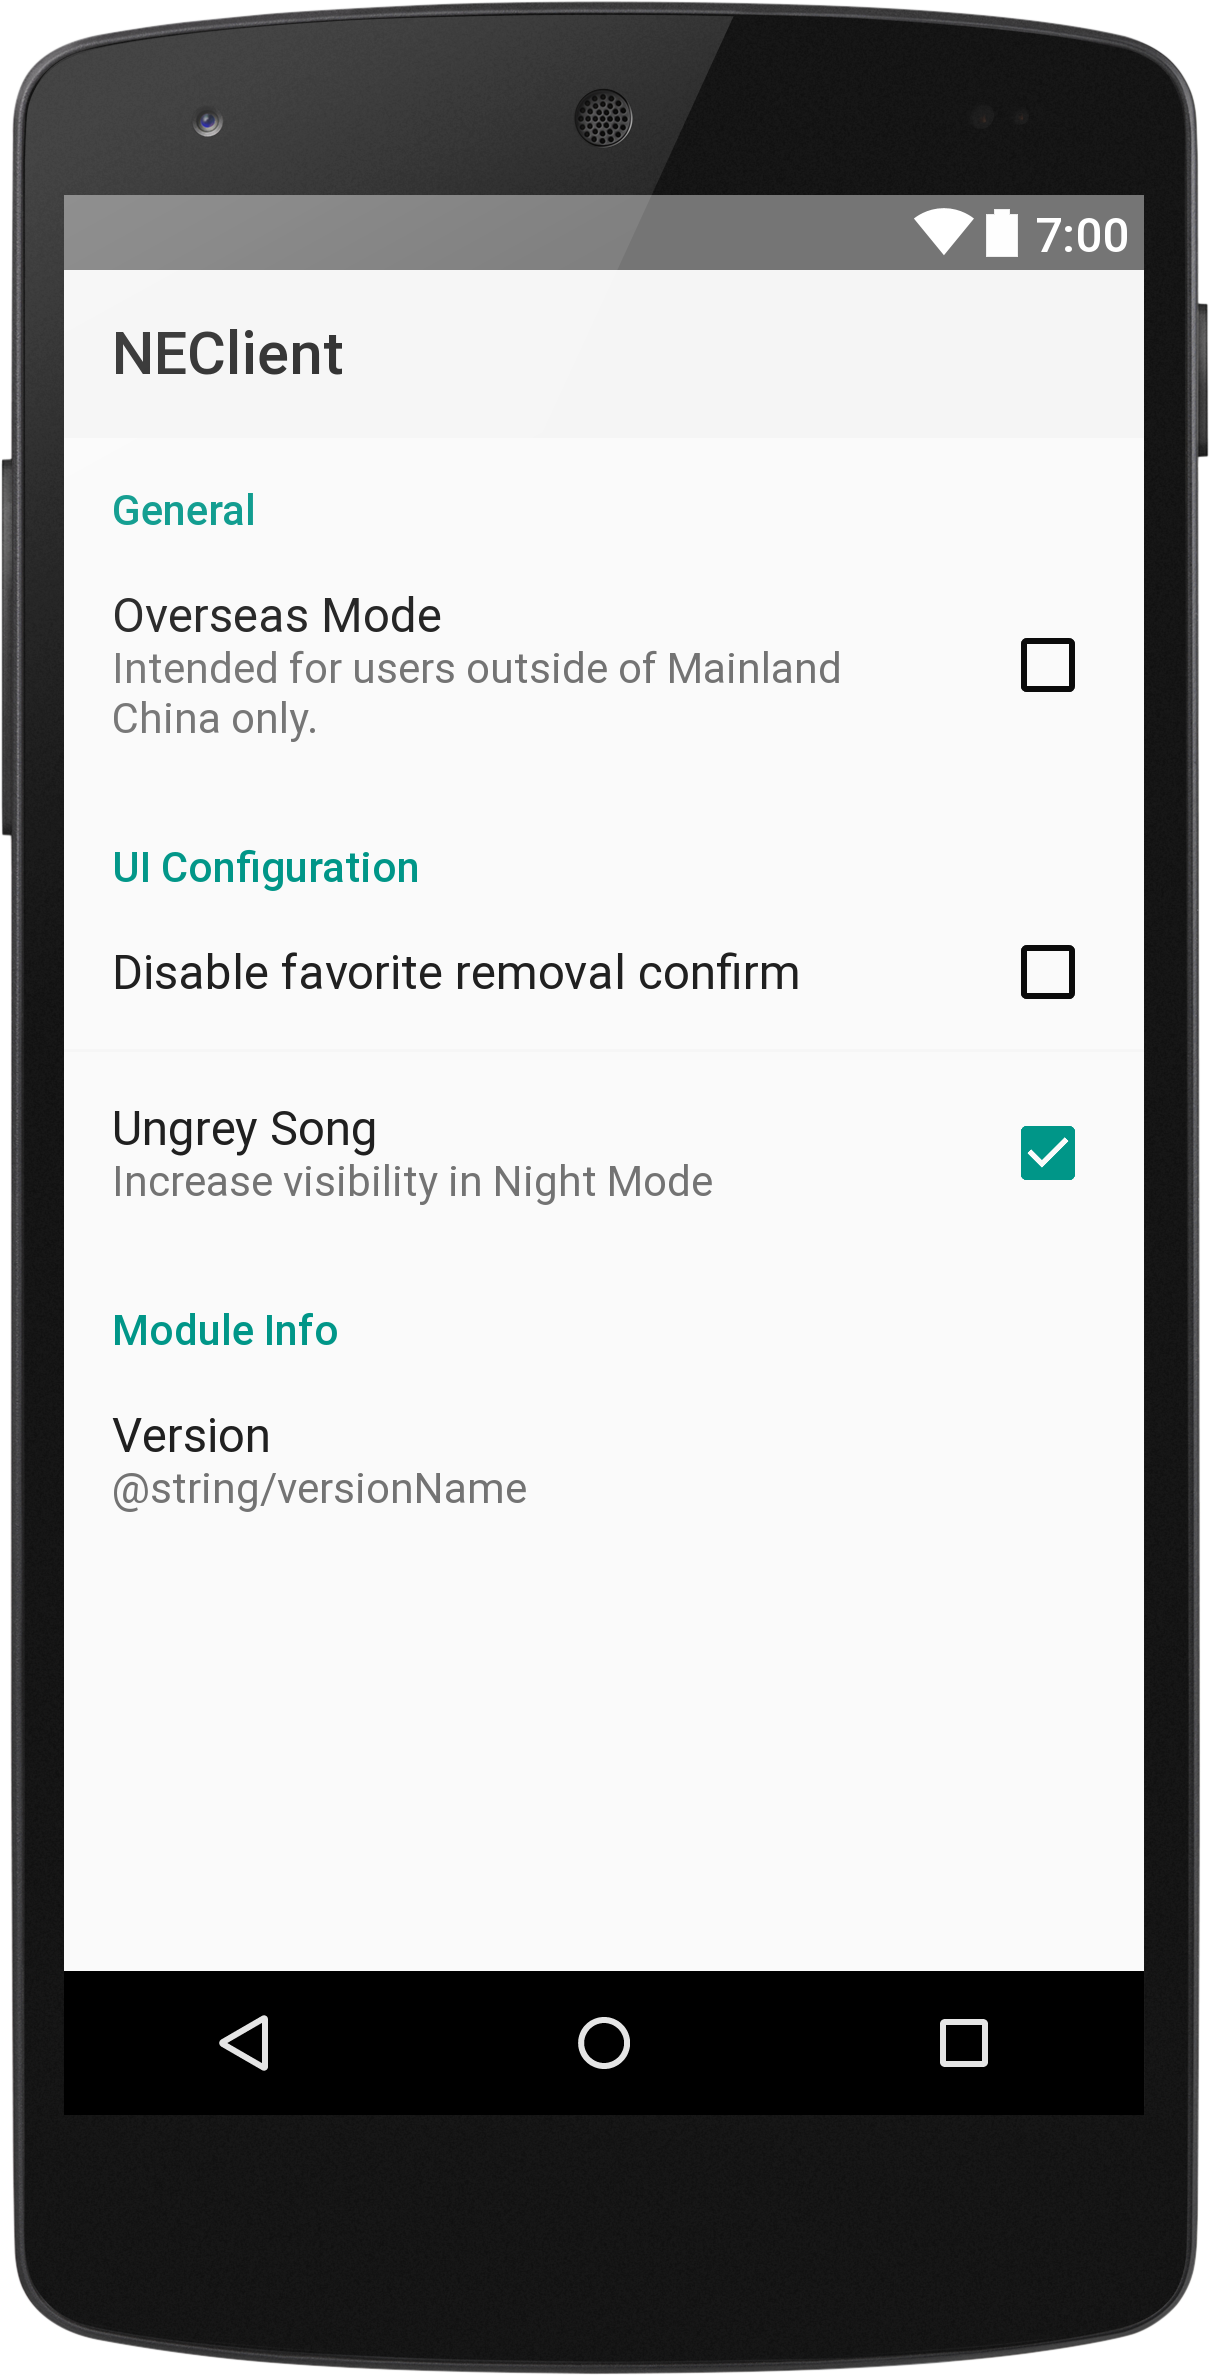 7:00
NEClient
General
Overseas Mode
Intended for users outside of Mainland
China only.
UI Configuration
Disable favorite removal confirm
Ungrey Song
Increase visibility in Night Mode
Module Info
Version
@string/versionName